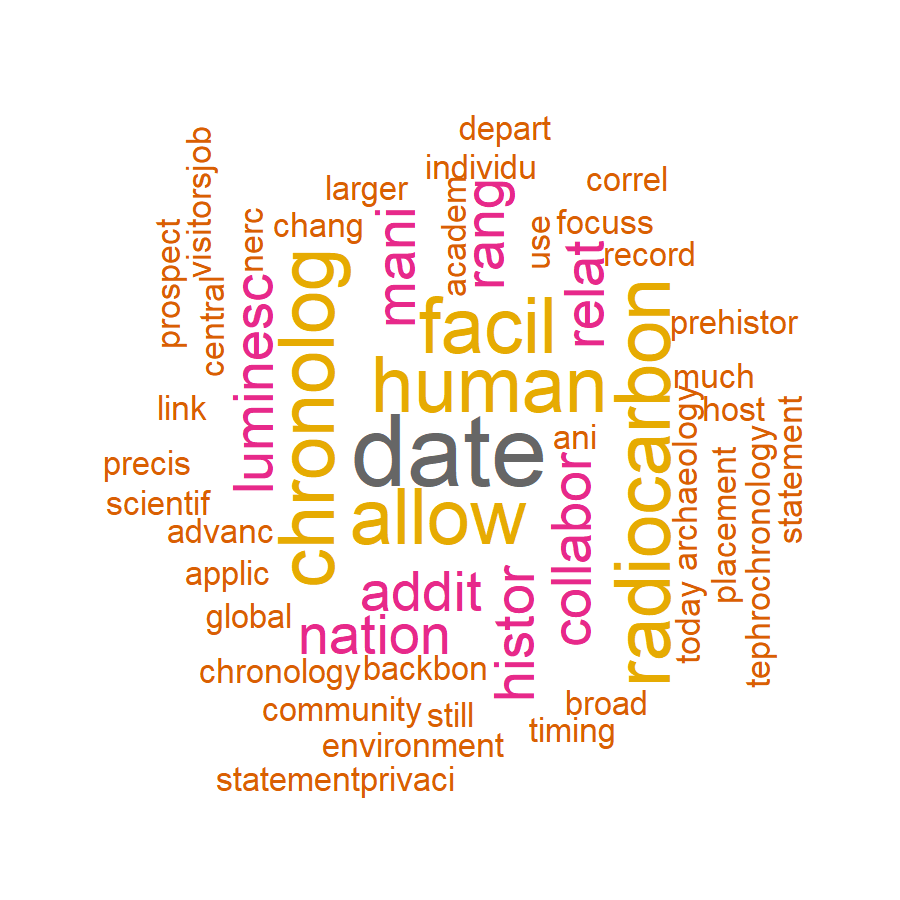 depart
individu
larger
correl
visitorsjob
chang
nerc
mani
academ
rang
use
focuss
record
relat
prospect
central
luminesc
chronolog
facil
prehistor
human
radiocarbon
much
link
host
date
ani
archaeology
statement
precis
scientif
advanc
allow
collabor
placement
tephrochronology
applic
addit
global
nation
histor
today
chronology
backbon
community
still
broad
timing
environment
statementprivaci